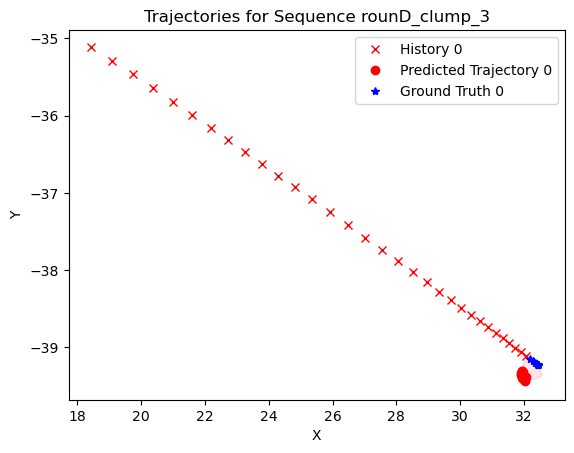 Trajectories for Sequence rounD_clump_3
History 0
Predicted Trajectory 0
Ground Truth 0
Y
−35
−36
−37
−38
−39
18
20
22
24
26
28
30
32
X